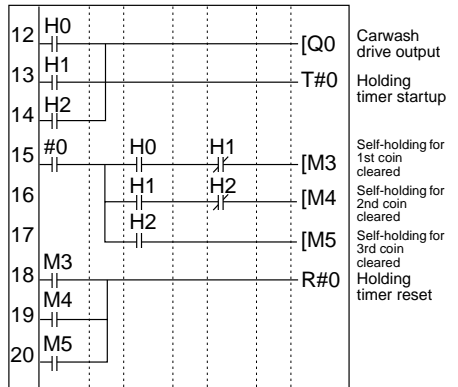 12 H0 [Q0 Carwash
drive output
13 H1 T#0 Holding
timer startup
14 H2
15 #0 H0 H1 [M3 Self-holding for
1st coin
cleared
16 H1 H2 [M4 Self-holding for
2nd coin
cleared
17 H2 [M5 Self-holding for
3rd coin
cleared
18 M3 R#0 Holding
timer reset
19 M4
20 M5